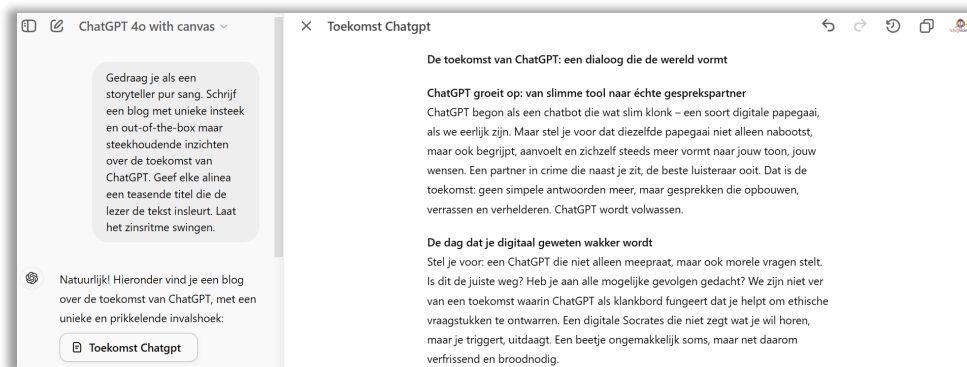 ChatGPT 4o with canvas
Gedraag je als een
storyteller pur sang. Schrijf
een blog met unieke insteek
en out-of-the-box maar
steekhoudende inzichten
over de toekomst van
ChatGPT. Geef elke alinea
een teasende titel die de
lezer de tekst insleurt. Laat
het zinsritme swingen.
Natuurlijk! Hieronder vind je een blog
over de toekomst van ChatGPT, met een
unieke en prikkelende invalshoek:
Toekomst Chatgpt
Toekomst Chatgpt
De toekomst van ChatGPT: een dialoog die de wereld vormt
ChatGPT groeit op: van slimme tool naar échte gesprekspartner
ChatGPT begon als een chatbot die wat slim klonk – een soort digitale papegaai,
als we eerlijk zijn. Maar stel je voor dat diezelfde papegaai niet alleen nabootst,
maar ook begrijpt, aanvoelt en zichzelf steeds meer vormt naar jouw toon, jouw
wensen. Een partner in crime die naast je zit, de beste luisteraar ooit. Dat is de
toekomst: geen simpele antwoorden meer, maar gesprekken die opbouwen,
verrassen en verhelderen. ChatGPT wordt volwassen.
De dag dat je digitaal geweten wakker wordt
Stel je voor: een ChatGPT die niet alleen meepraat, maar ook morele vragen stelt.
Is dit de juiste weg? Heb je aan alle mogelijke gevolgen gedacht? We zijn niet ver
van een toekomst waarin ChatGPT als klankbord fungeert dat je helpt om ethische
vraagstukken te ontwarren. Een digitale Socrates die niet zegt wat je wil horen,
maar je triggert, uitdaagt. Een beetje ongemakkelijk soms, maar net daarom
verfrissend en broodnodig.